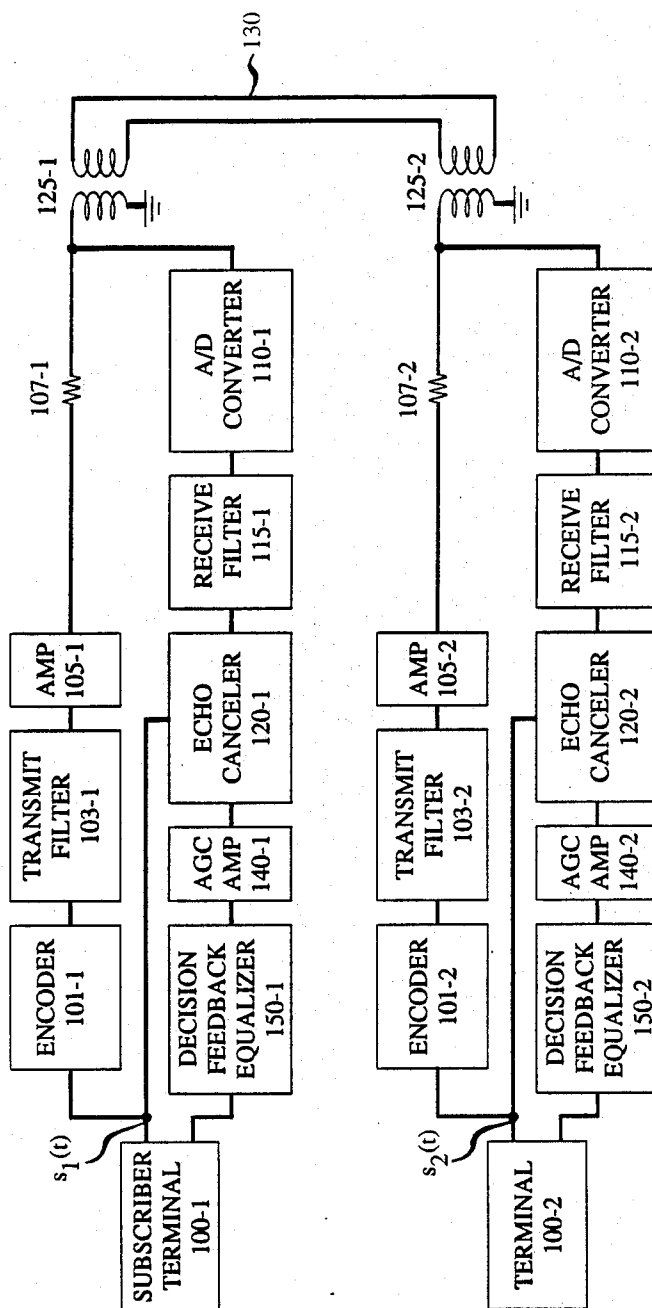 s1(t)
SUBSCRIBER
TERMINAL
100-1
ENCODER
101-1
TRANSMIT
FILTER
103-1
AMP
105-1
107-1
125-1
130
DECISION
FEEDBACK
EQUALIZER
150-1
AGC
AMP
140-1
ECHO
CANCELER
120-1
RECEIVE
FILTER
115-1
A/D
CONVERTER
110-1
s2(t)
TERMINAL
100-2
ENCODER
101-2
TRANSMIT
FILTER
103-2
AMP
105-2
107-2
125-2
DECISION
FEEDBACK
EQUALIZER
150-2
AGC
AMP
140-2
ECHO
CANCELER
120-2
RECEIVE
FILTER
115-2
A/D
CONVERTER
110-2